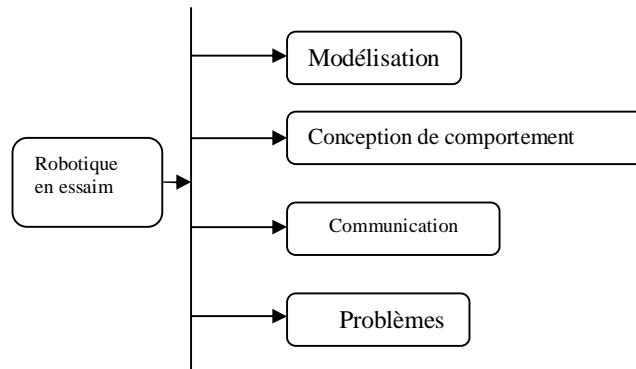 Modélisation
Conception de comportement
Robotique
en essaim
Communication
Problèmes